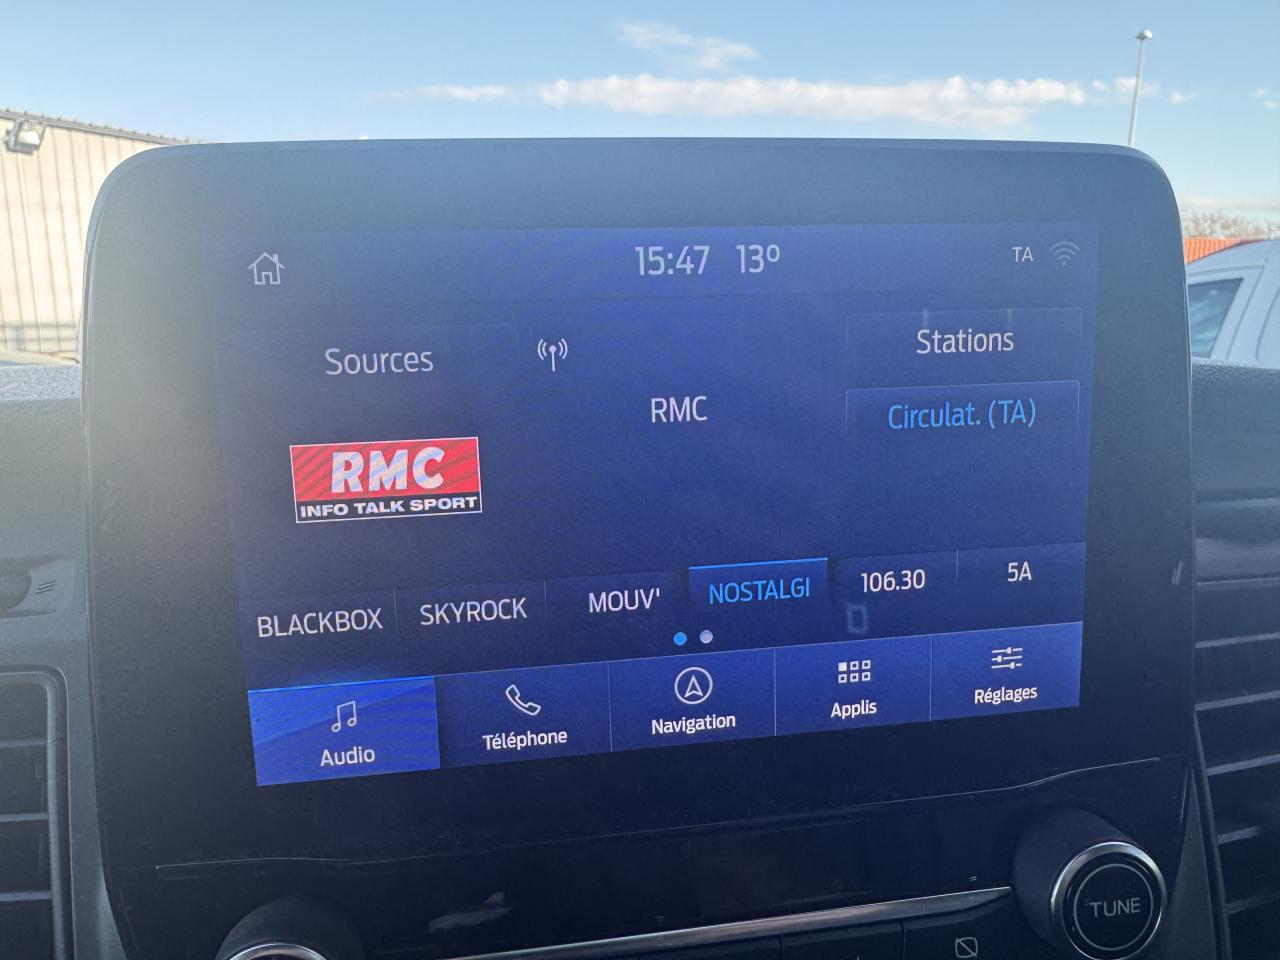 15:47 13°
TA
Sources
Stations
RMC
Circulat. (TA)
RMC
INFO TALK SPORT
BLACKBOX
SKYROCK
MOUV'
NOSTALGI
106.30
5A
Audio
Téléphone
Navigation
Applis
Réglages
TUNE